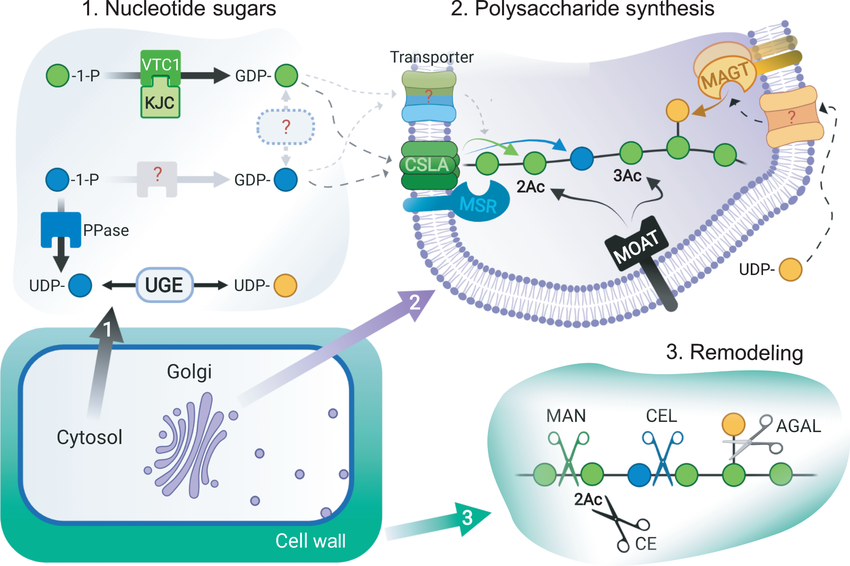 1. Nucleotide sugars
2. Polysaccharide synthesis
-1-P
VTC1
KJC
GDP-
?
-1-P
?
GDP-
PPase
UDP-
UGE
UDP-
1
2
Transporter
?
CSLA
MSR
2Ac
3Ac
MOAT
MAGT
?
UDP-
Golgi
Cytosol
Cell wall
3
3. Remodeling
MAN
CEL
AGAL
2Ac
CE